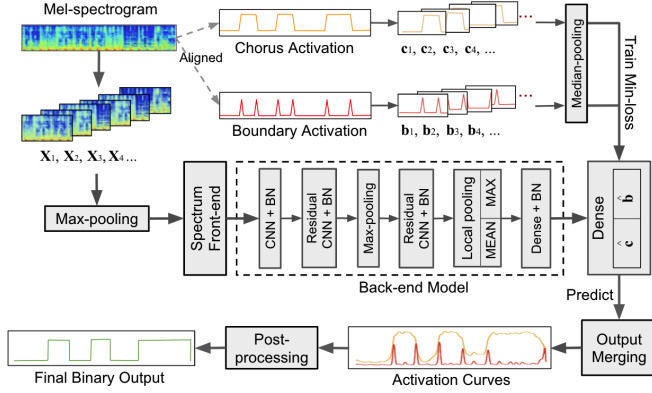 Mel-spectrogram
Aligned
Chorus Activation
c1, c2, c3, c4, ...
...
Median-pooling
Train Min-loss
Boundary Activation
b1, b2, b3, b4, ...
...
X1, X2, X3, X4 ...
Max-pooling
Spectrum
Front-end
CNN + BN
Residual
CNN + BN
Max-pooling
Residual
CNN + BN
Local pooling
MEAN
MAX
Dense + BN
Back-end Model
Dense
ĉ
b̂
Predict
Output
Merging
Activation Curves
Post-
processing
Final Binary Output